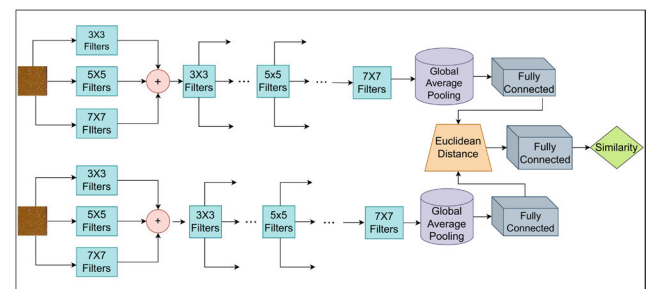 3X3
Filters
5X5
Filters
7X7
Filters
+
3X3
Filters
...
5x5
Filters
...
7X7
Filters
Global
Average
Pooling
Fully
Connected
Euclidean
Distance
Fully
Connected
Similarity
3X3
Filters
5X5
Filters
7X7
Filters
+
3X3
Filters
...
5x5
Filters
...
7X7
Filters
Global
Average
Pooling
Fully
Connected